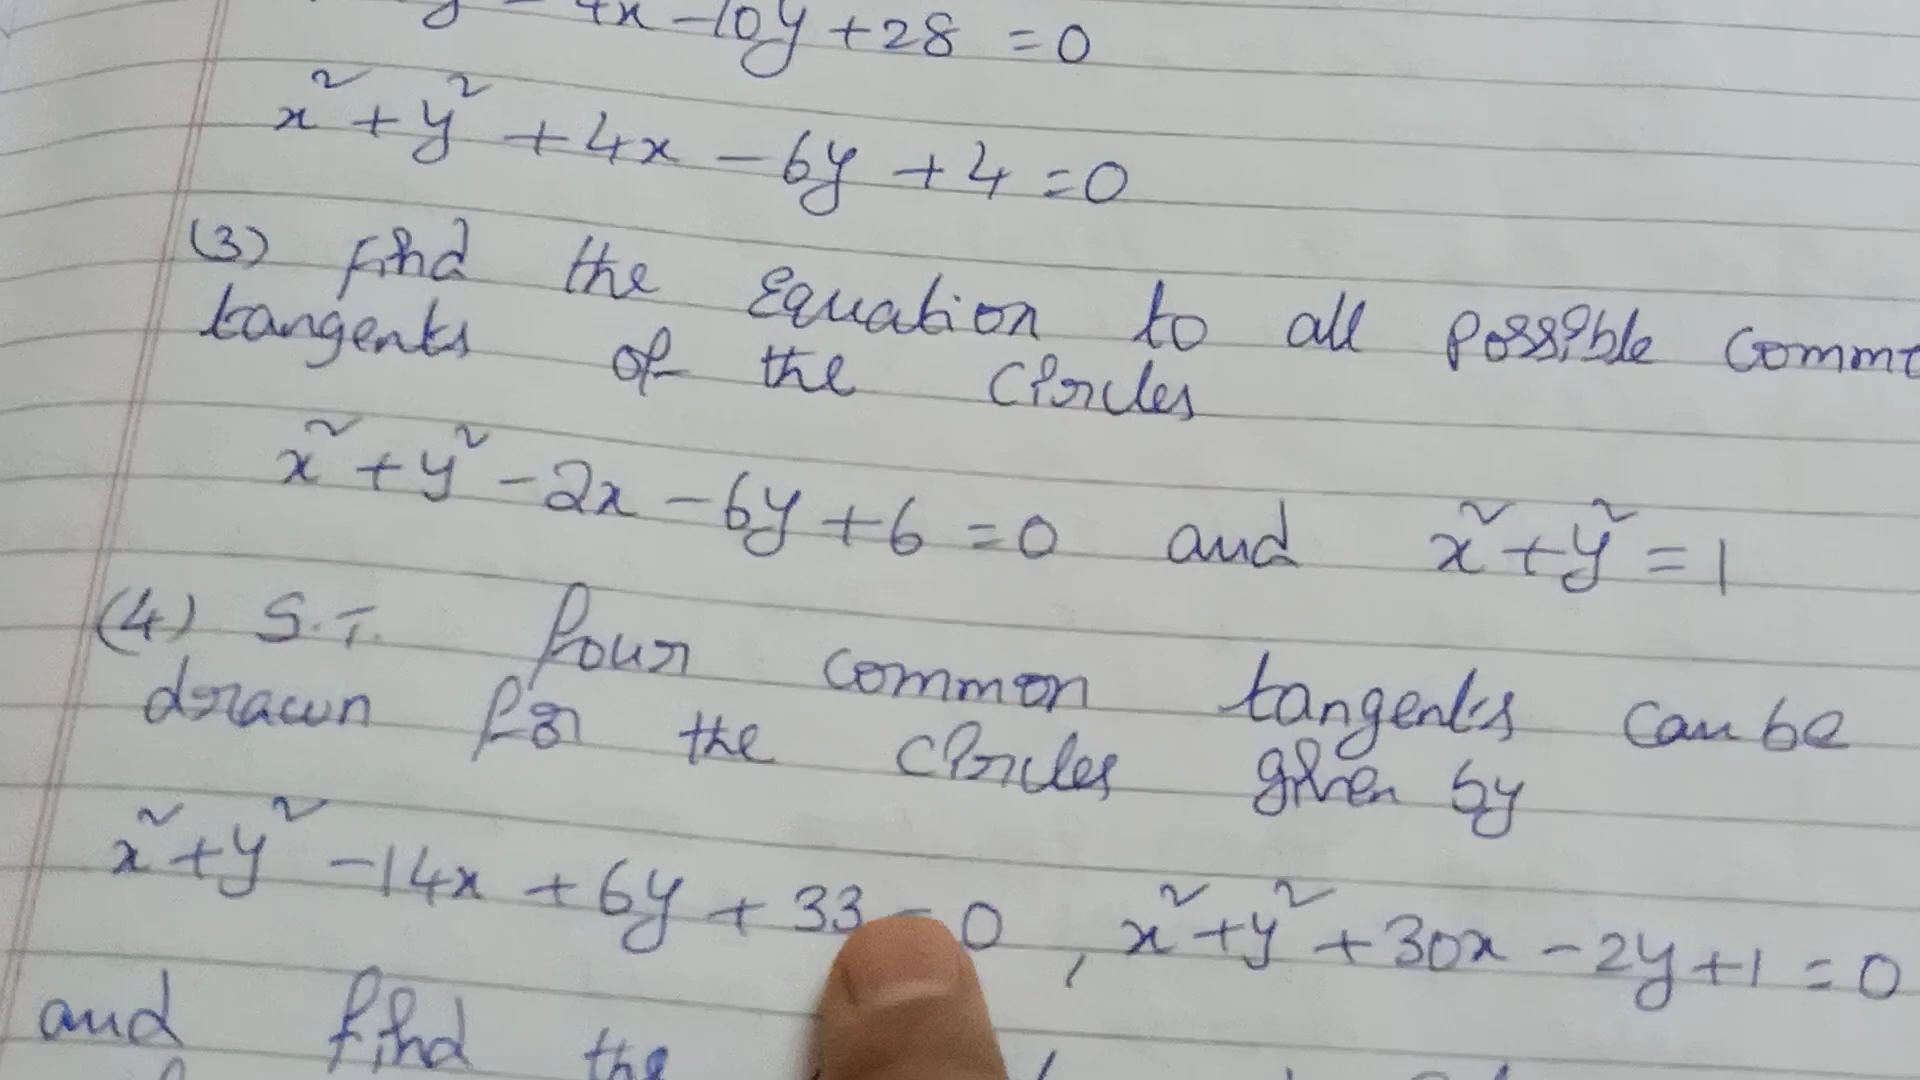 4x - 10y + 28 = 0
x² + y² + 4x - 6y + 4 = 0
(3) Find the Equation to all possible comm
tangents of the circles
x² + y² - 2x - 6y + 6 = 0 and x² + y² = 1
(4) S.T. four common tangents can be
drawn for the circles given by
x² + y² - 14x + 6y + 33 = 0 , x² + y² + 30x - 2y + 1 = 0
and find the